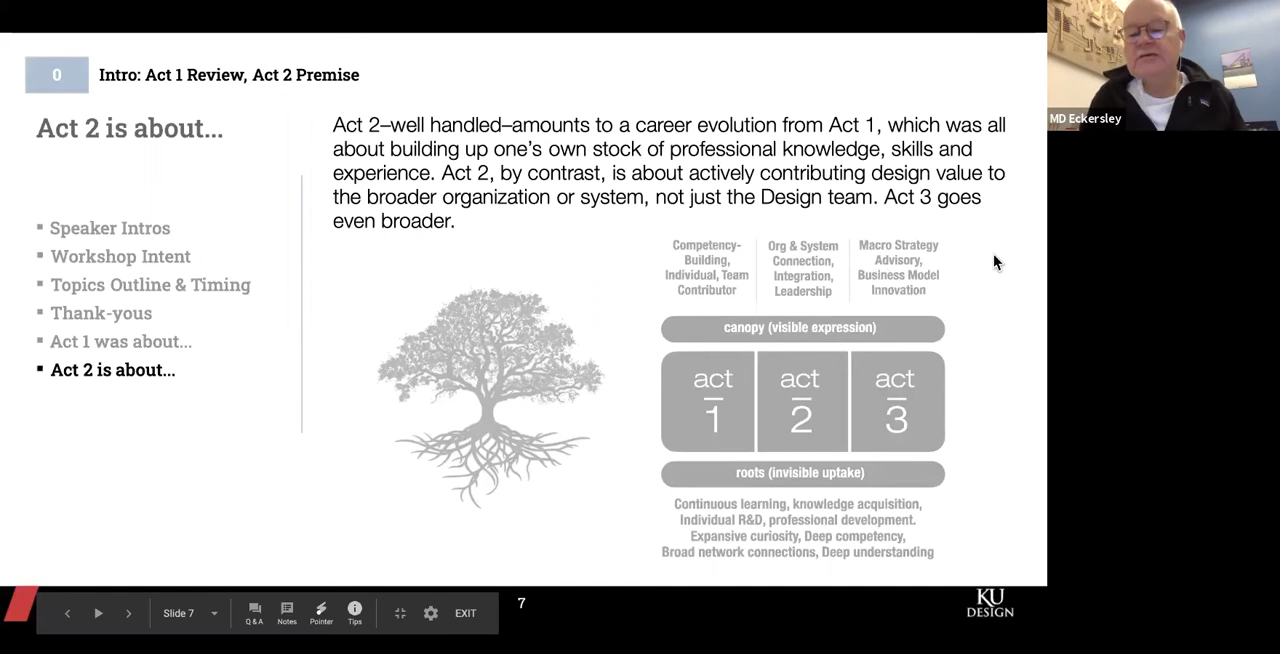 0
Intro: Act 1 Review, Act 2 Premise
Act 2 is about...
▪ Speaker Intros
▪ Workshop Intent
▪ Topics Outline & Timing
▪ Thank-yous
▪ Act 1 was about...
▪ Act 2 is about...
Act 2–well handled–amounts to a career evolution from Act 1, which was all
about building up one's own stock of professional knowledge, skills and
experience. Act 2, by contrast, is about actively contributing design value to
the broader organization or system, not just the Design team. Act 3 goes
even broader.
Competency-
Building,
Individual, Team
Contributor
Org & System
Connection,
Integration,
Leadership
Macro Strategy
Advisory,
Business Model
Innovation
canopy (visible expression)
act
1
act
2
act
3
roots (invisible uptake)
Continuous learning, knowledge acquisition,
Individual R&D, professional development.
Expansive curiosity, Deep competency,
Broad network connections, Deep understanding
MD Eckersley
Slide 7
Q & A
Notes
Pointer
Tips
EXIT
7
KU
DESIGN